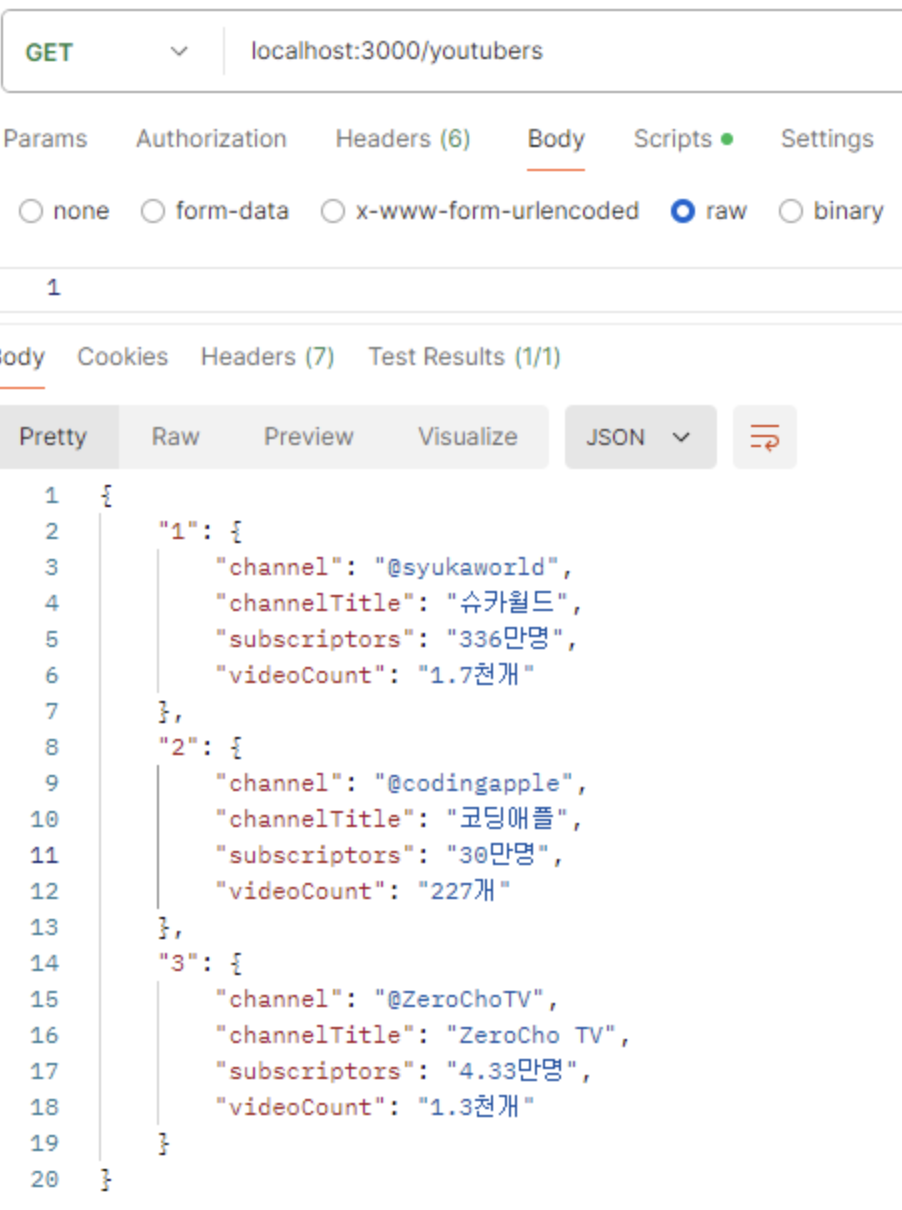 GET localhost:3000/youtubers
Params Authorization Headers (6) Body Scripts Settings
none form-data x-www-form-urlencoded raw binary
1
Cookies Headers (7) Test Results (1/1)
Pretty Raw Preview Visualize JSON
1 {
2 "1": {
3 "channel": "@syukaworld",
4 "channelTitle": "슈카월드",
5 "subscriptors": "336만명",
6 "videoCount": "1.7천개"
7 },
8 "2": {
9 "channel": "@codingapple",
10 "channelTitle": "코딩애플",
11 "subscriptors": "30만명",
12 "videoCount": "227개"
13 },
14 "3": {
15 "channel": "@ZeroChoTV",
16 "channelTitle": "ZeroCho TV",
17 "subscriptors": "4.33만명",
18 "videoCount": "1.3천개"
19 }
20 }